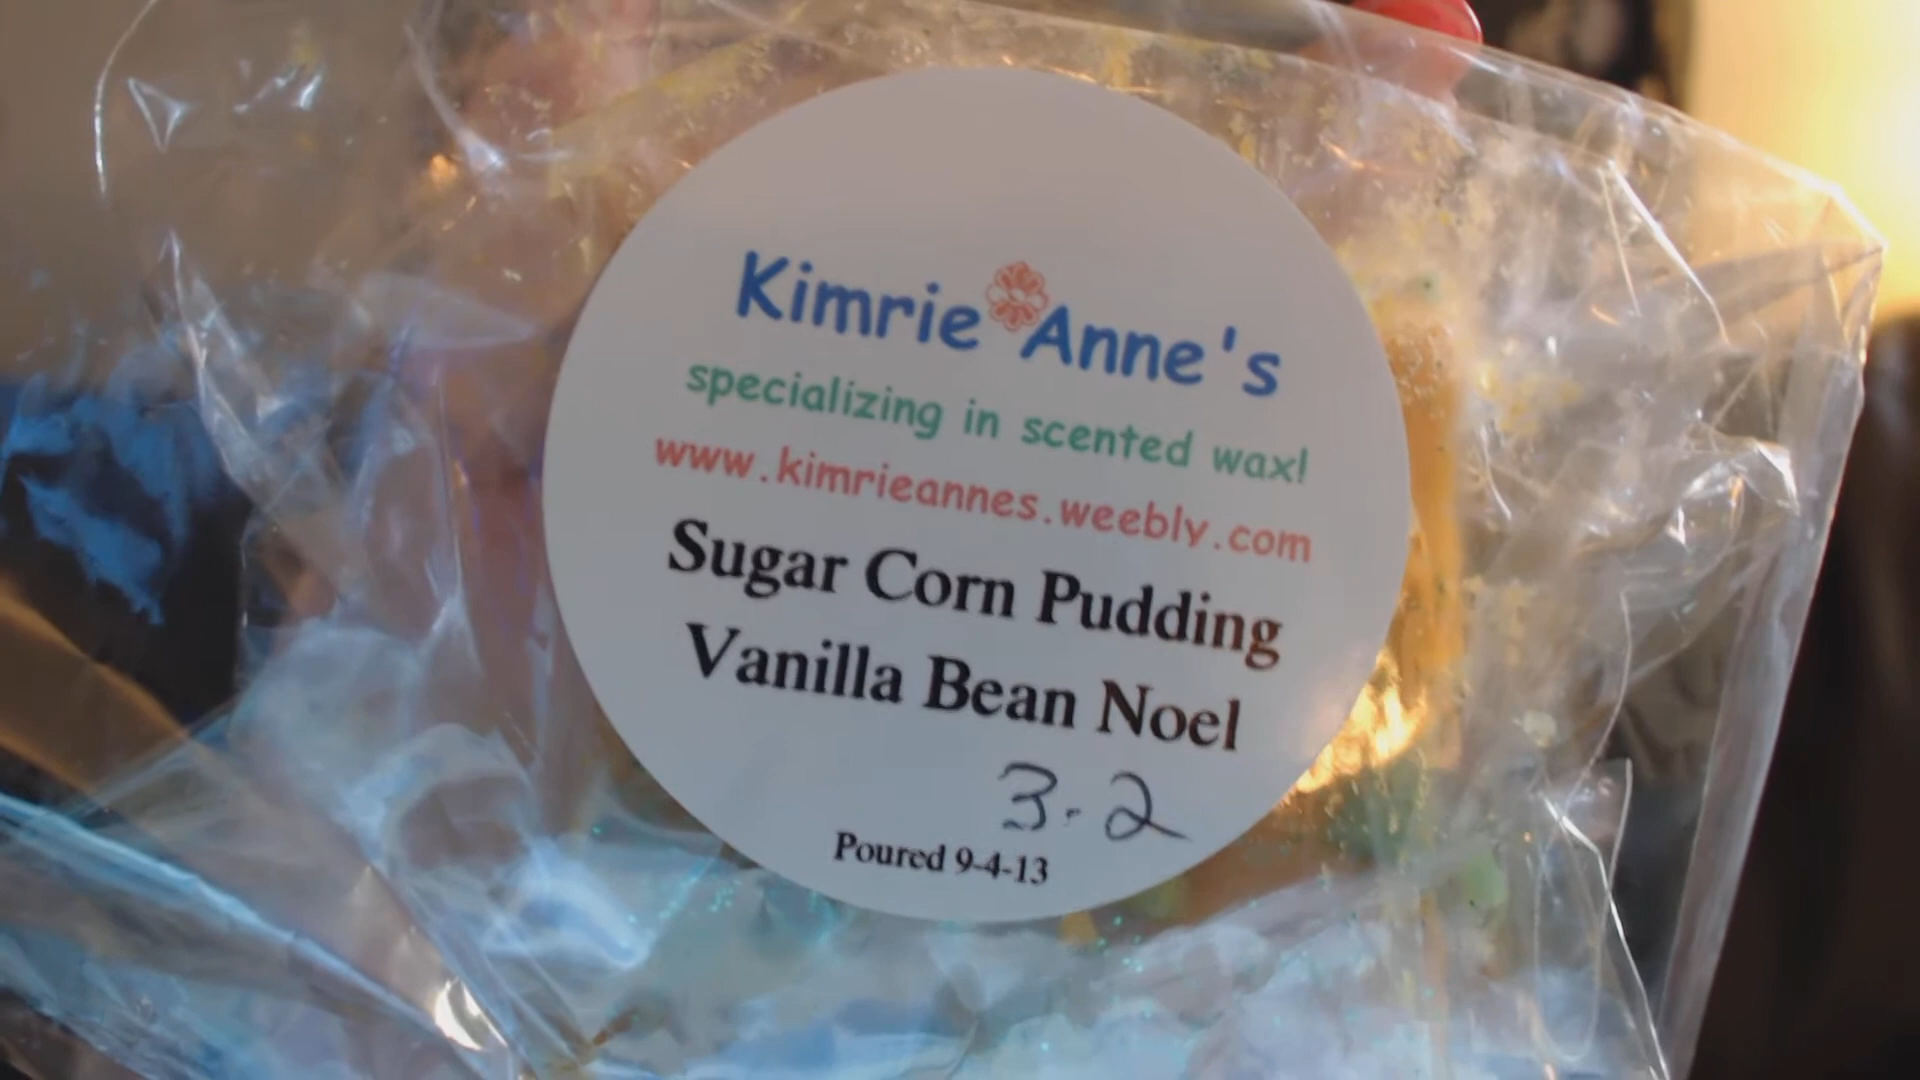 Kimrie Anne's
specializing in scented wax!
www.kimrieannes.weebly.com
Sugar Corn Pudding
Vanilla Bean Noel
3-2
Poured 9-4-13